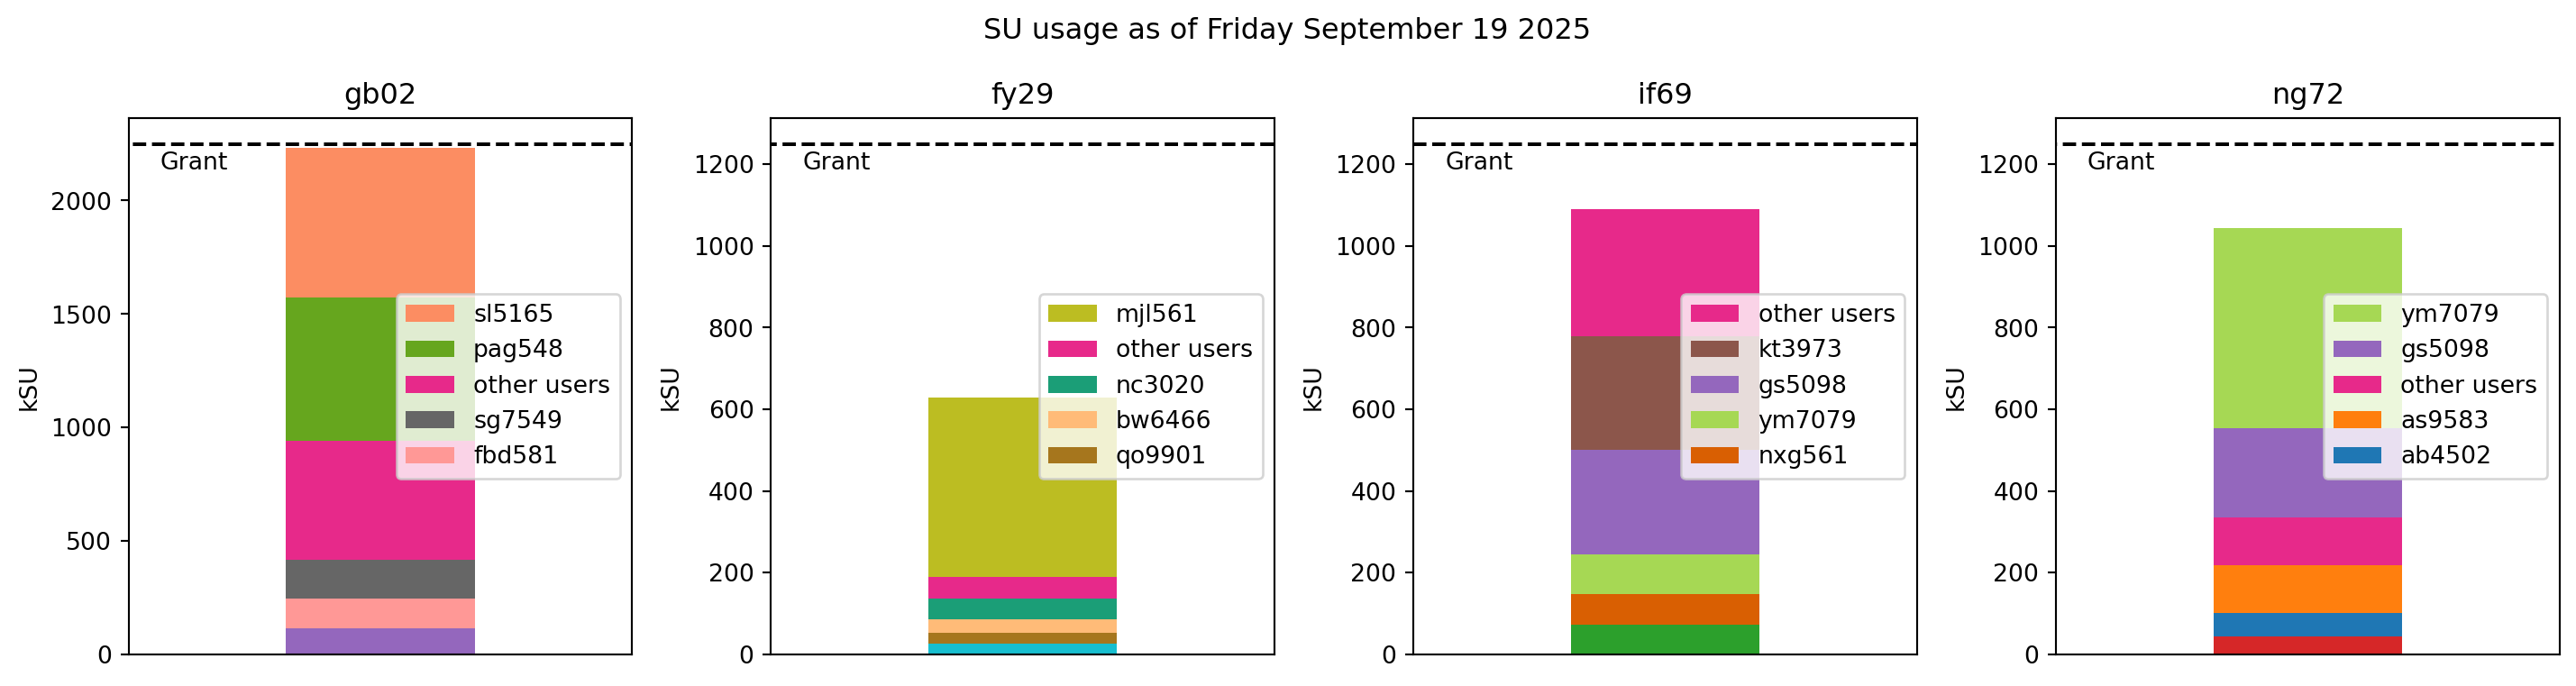 SU usage as of Friday September 19 2025
gb02
kSU
2000
1500
1000
500
0
Grant
sl5165
pag548
other users
sg7549
fbd581
fy29
kSU
1200
1000
800
600
400
200
0
Grant
mjl561
other users
nc3020
bw6466
qo9901
if69
kSU
1200
1000
800
600
400
200
0
Grant
other users
kt3973
gs5098
ym7079
nxg561
ng72
kSU
1200
1000
800
600
400
200
0
Grant
ym7079
gs5098
other users
as9583
ab4502